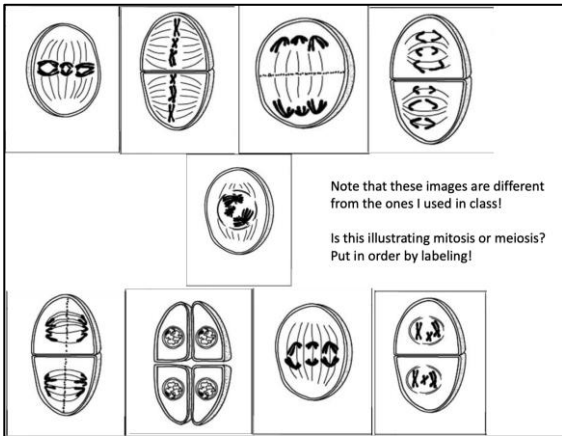 Note that these images are different
from the ones I used in class!
Is this illustrating mitosis or meiosis?
Put in order by labeling!